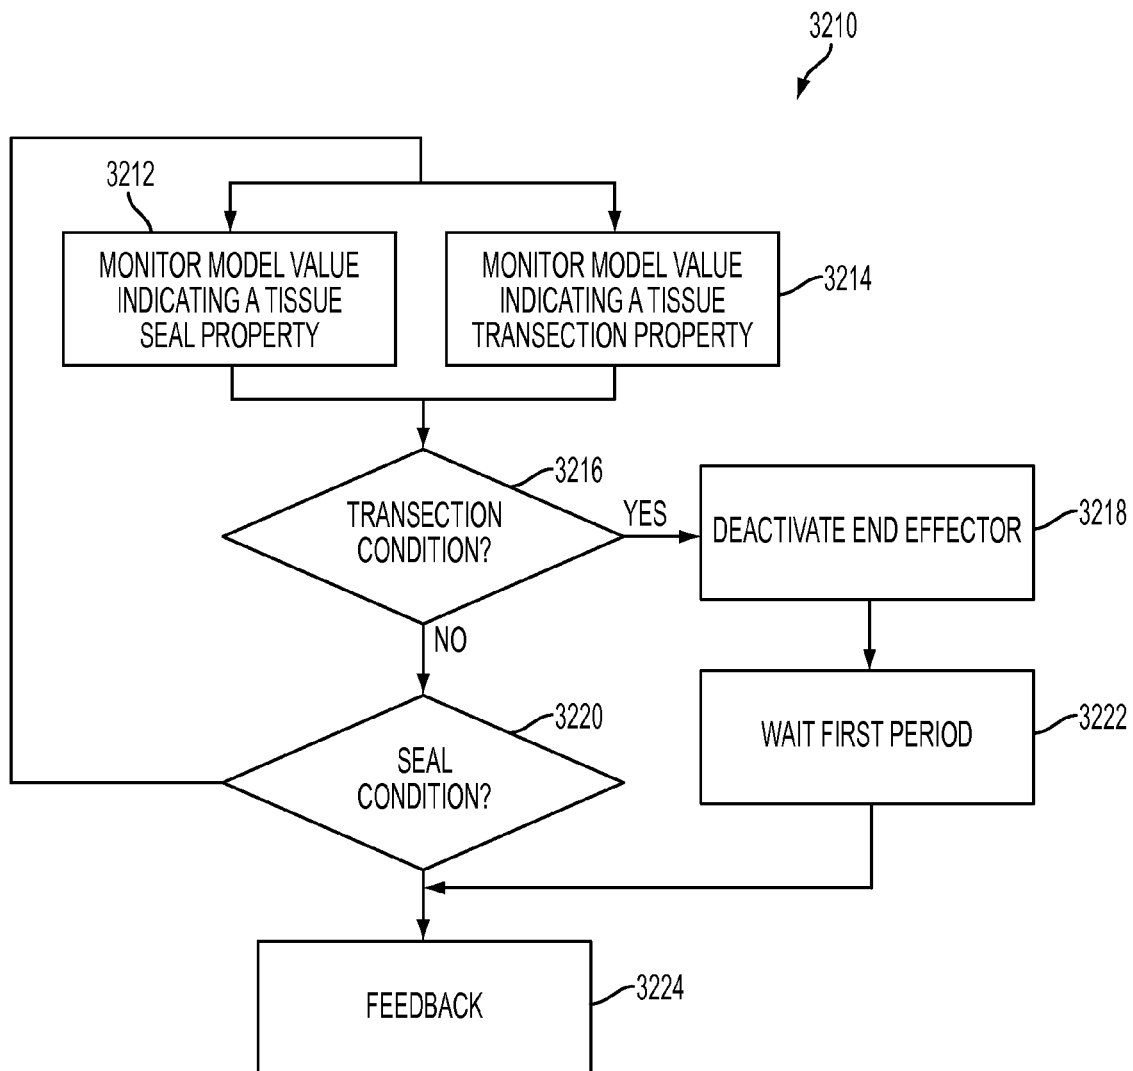 3210
3212
MONITOR MODEL VALUE
INDICATING A TISSUE
SEAL PROPERTY
MONITOR MODEL VALUE
INDICATING A TISSUE
TRANSECTION PROPERTY
3214
3216
TRANSECTION
CONDITION?
YES
DEACTIVATE END EFFECTOR
3218
NO
3220
SEAL
CONDITION?
WAIT FIRST PERIOD
3222
FEEDBACK
3224